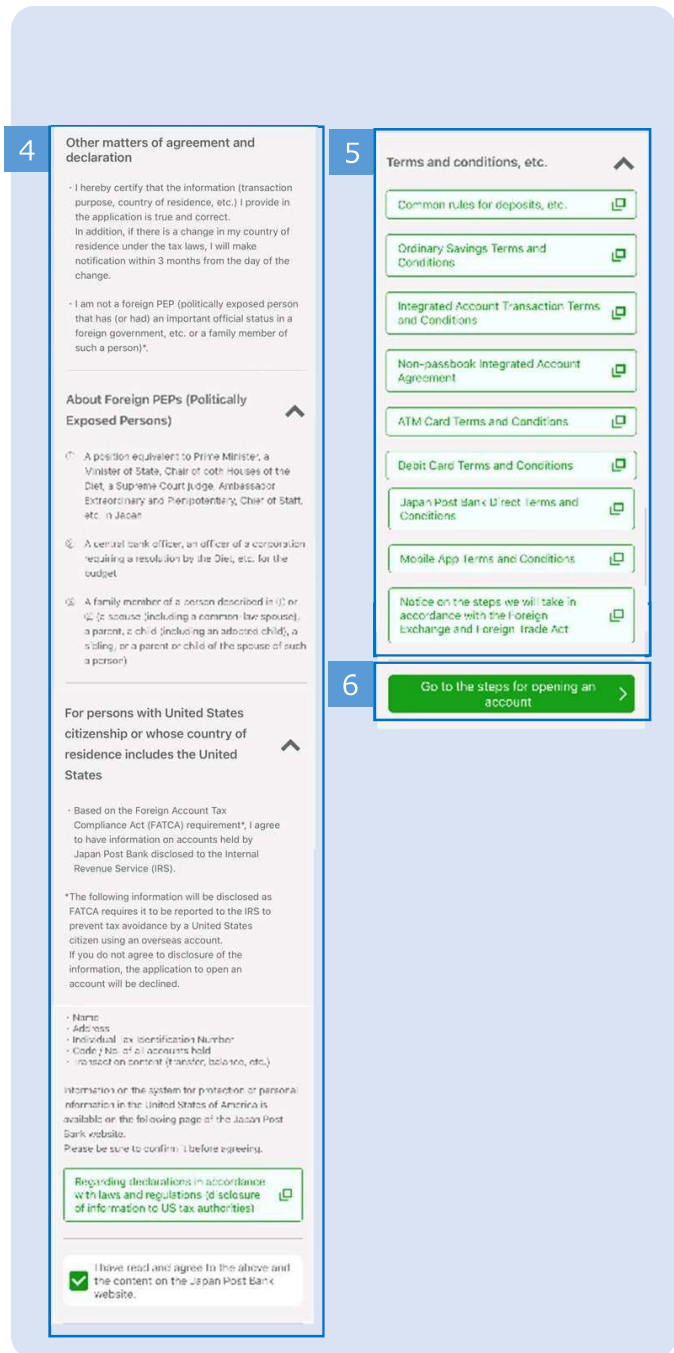 4
Other matters of agreement and
declaration
・I hereby certify that the information (transaction
purpose, country of residence, etc.) I provide in
the application is true and correct.
In addition, if there is a change in my country of
residence under the tax laws, I will make
notification within 3 months from the day of the
change.
・I am not a foreign PEP (politically exposed person
that has (or had) an important official status in a
foreign government, etc. or a family member of
such a person)*.
About Foreign PEPs (Politically
Exposed Persons)
① A position equivalent to Prime Minister, a
Minister of State, Chair of both Houses of the
Diet, a Supreme Court judge, Ambassador
Extraordinary and Plenipotentiary, Chief of Staff,
etc. in Japan
② A central bank officer, an officer of a corporation
requiring a resolution by the Diet, etc. for the
budget
③ A family member of a person described in ① or
② (a spouse (including a common-law spouse),
a parent, a child (including an adopted child), a
sibling, or a parent or child of the spouse of such
a person)
For persons with United States
citizenship or whose country of
residence includes the United
States
・Based on the Foreign Account Tax
Compliance Act (FATCA) requirement*, I agree
to have information on accounts held by
Japan Post Bank disclosed to the Internal
Revenue Service (IRS).
*The following information will be disclosed as
FATCA requires it to be reported to the IRS to
prevent tax avoidance by a United States
citizen using an overseas account.
If you do not agree to disclosure of the
information, the application to open an
account will be declined.
・Name
・Address
・Individual Tax Identification Number
・Code / No. of all accounts held
・Transaction content (transfer, balance, etc.)
Information on the system for protection of personal
information in the United States of America is
available on the following page of the Japan Post
Bank website.
Please be sure to confirm it before agreeing.
Regarding declarations in accordance
with laws and regulations (disclosure
of information to US tax authorities)
I have read and agree to the above and
the content on the Japan Post Bank
website.
5
Terms and conditions, etc.
Common rules for deposits, etc.
Ordinary Savings Terms and
Conditions
Integrated Account Transaction Terms
and Conditions
Non-passbook Integrated Account
Agreement
ATM Card Terms and Conditions
Debit Card Terms and Conditions
Japan Post Bank Direct Terms and
Conditions
Mobile App Terms and Conditions
Notice on the steps we will take in
accordance with the Foreign
Exchange and Foreign Trade Act
6
Go to the steps for opening an
account